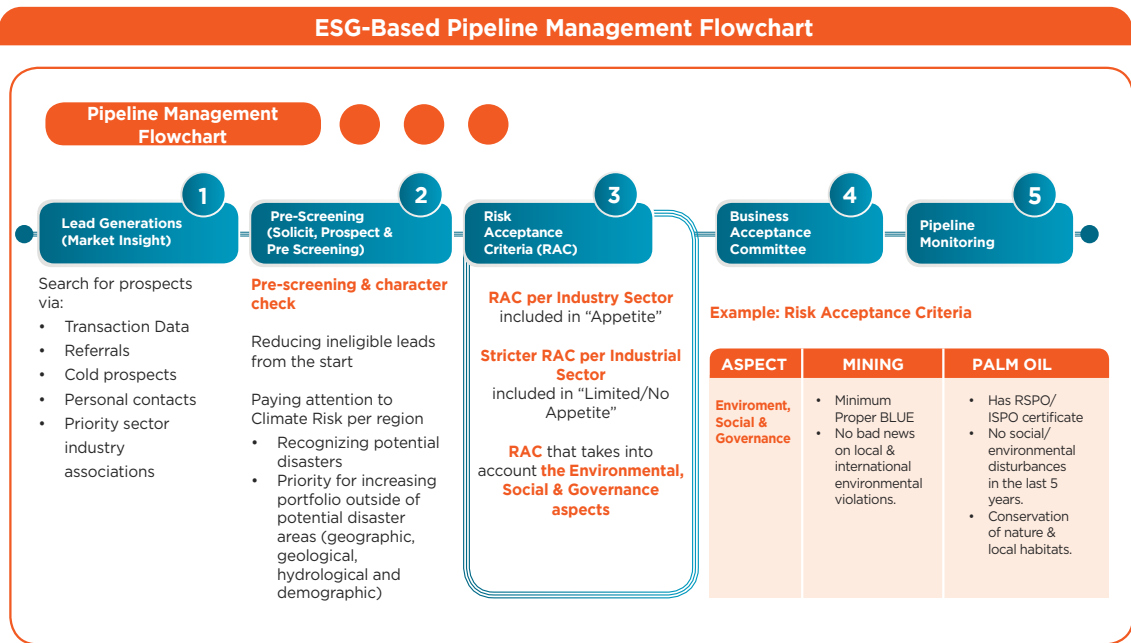 ESG-Based Pipeline Management Flowchart
Pipeline Management
Flowchart
1
Lead Generations
(Market Insight)
Search for prospects
via:
• Transaction Data
• Referrals
• Cold prospects
• Personal contacts
• Priority sector
industry
associations
2
Pre-Screening
(Solicit, Prospect &
Pre Screening)
Pre-screening & character
check
Reducing ineligible leads
from the start
Paying attention to
Climate Risk per region
• Recognizing potential
disasters
• Priority for increasing
portfolio outside of
potential disaster
areas (geographic,
geological,
hydrological and
demographic)
3
Risk
Acceptance
Criteria (RAC)
RAC per Industry Sector
included in “Appetite”
Stricter RAC per Industrial
Sector
included in “Limited/No
Appetite”
RAC that takes into
account the Environmental,
Social & Governance
aspects
4
Business
Acceptance
Committee
5
Pipeline
Monitoring
Example: Risk Acceptance Criteria
ASPECT
MINING
PALM OIL
Enviroment,
Social &
Governance
• Minimum
Proper BLUE
• No bad news
on local &
international
environmental
violations.
• Has RSPO/
ISPO certificate
• No social/
environmental
disturbances
in the last 5
years.
• Conservation
of nature &
local habitats.